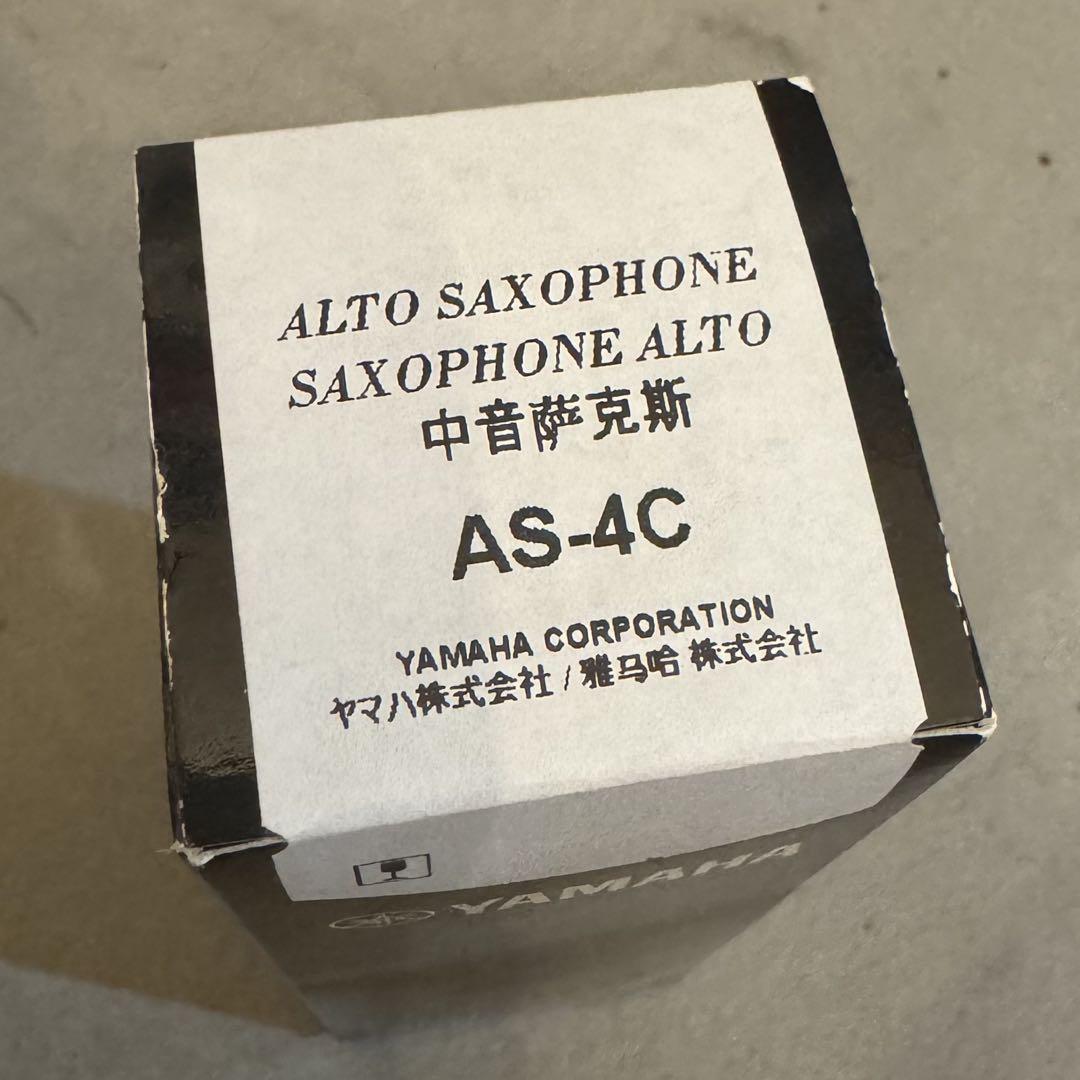 ALTO SAXOPHONE
SAXOPHONE ALTO
中音萨克斯
AS-4C
YAMAHA CORPORATION
ヤマハ株式会社 / 雅马哈 株式会社
YAMAHA